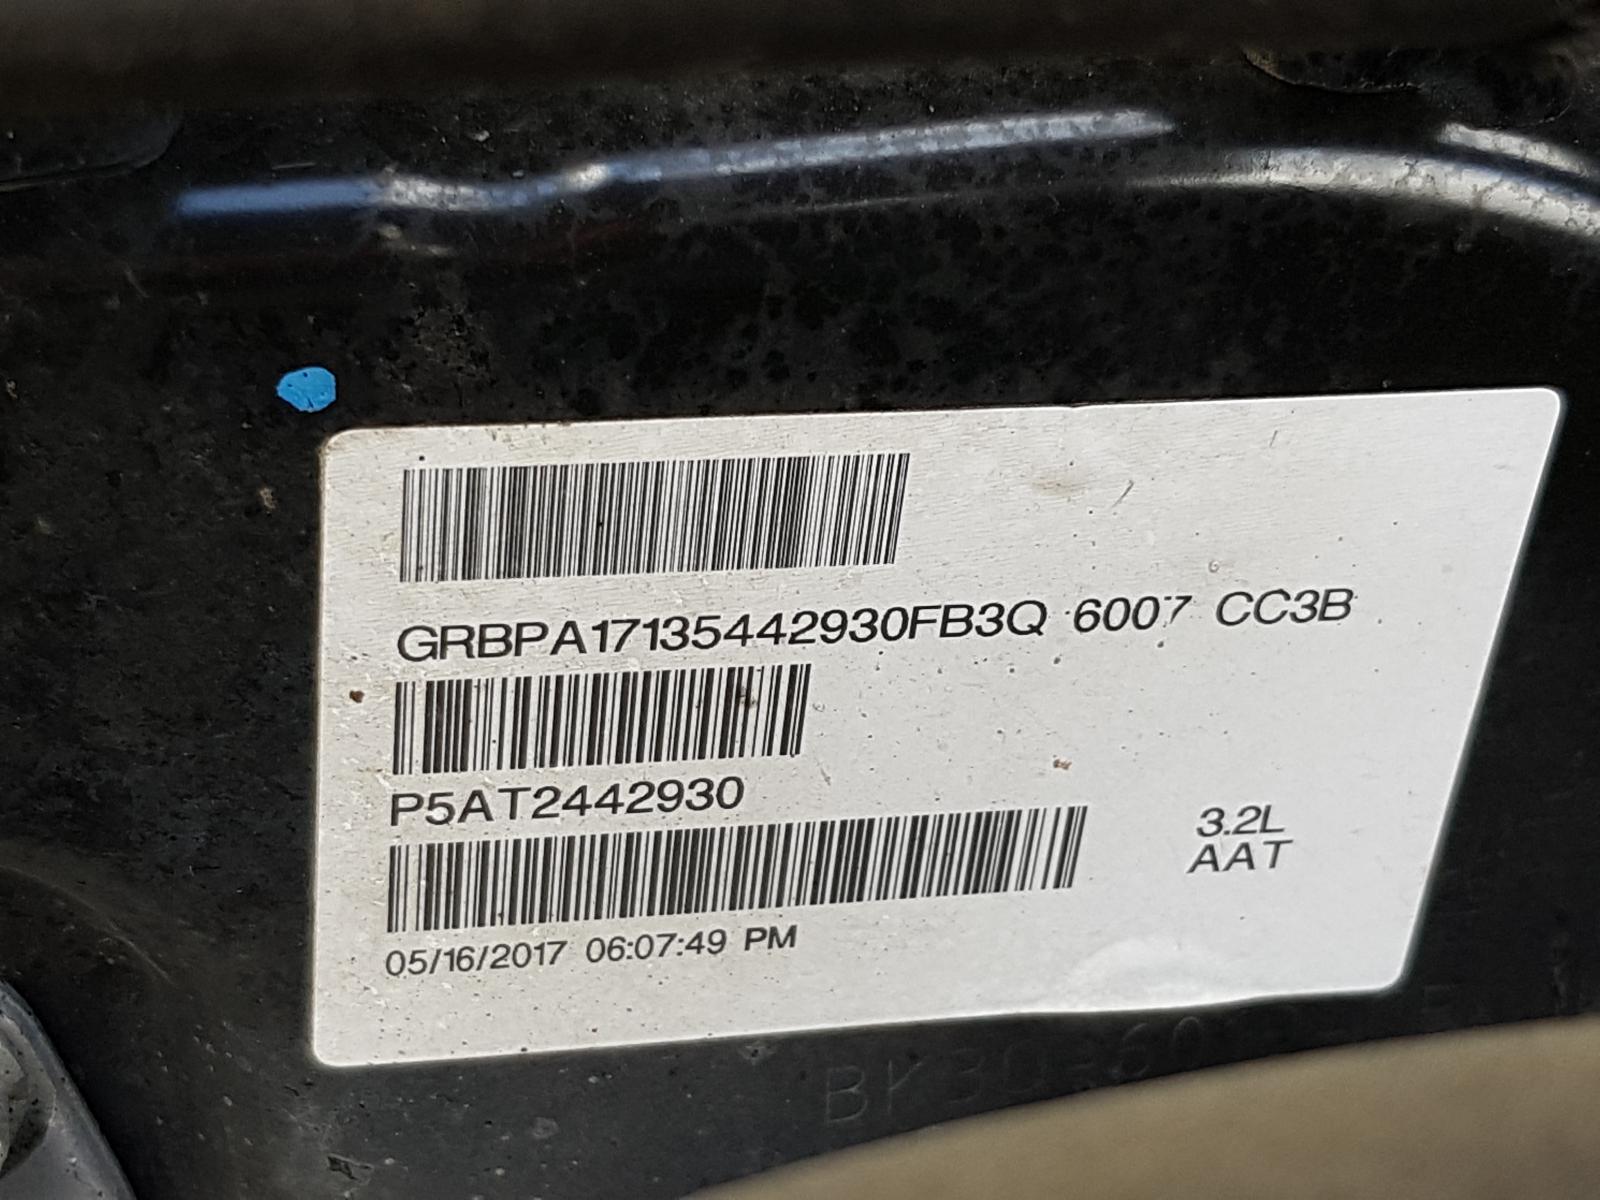 GRBPA17135442930FB3Q 6007 CC3B
P5AT2442930
3.2L
AAT
05/16/2017 06:07:49 PM